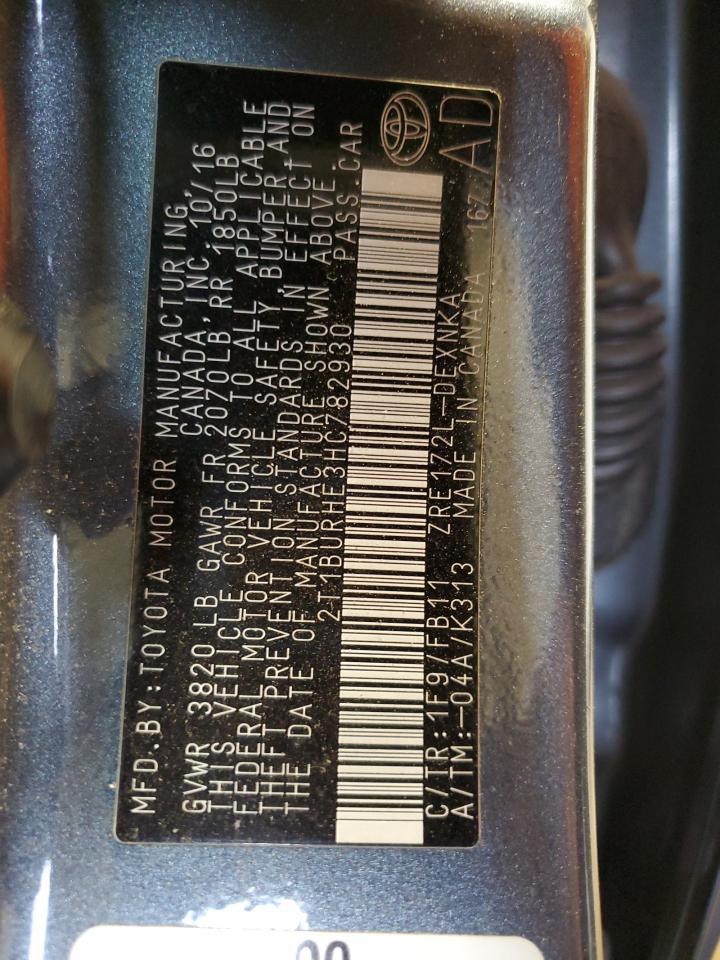 MFD.BY:TOYOTA MOTOR MANUFACTURING,
CANADA, INC. 10/16
GVWR 3820 LB GAWR FR 2070LB, RR 1850LB
THIS VEHICLE CONFORMS TO ALL APPLICABLE
FEDERAL MOTOR VEHICLE SAFETY, BUMPER, AND
THEFT PREVENTION STANDARDS IN EFFECT ON
THE DATE OF MANUFACTURE SHOWN ABOVE.
2T1BURHE3HC782930 PASS.CAR
C/TR:1F9/FB11 ZRE172L-DEXNKA
A/TM:-04A/K313 MADE IN CANADA 16Z
AD